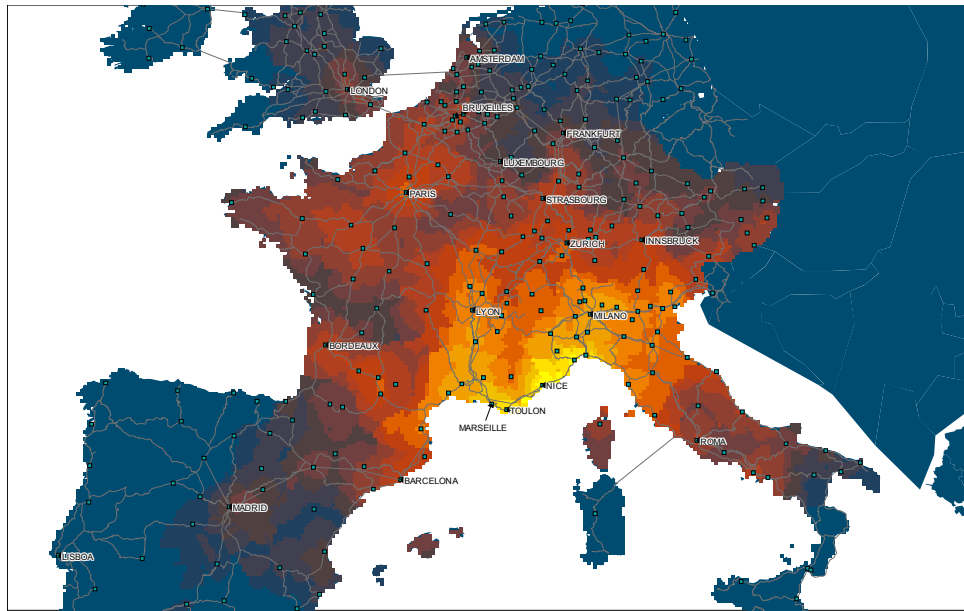 AMSTERDAM
LONDON
BRUXELLES
FRANKFURT
LUXEMBOURG
PARIS
STRASBOURG
ZURICH
INNSBRUCK
LYON
MILANO
BORDEAUX
NICE
TOULON
MARSEILLE
ROMA
BARCELONA
MADRID
LISBOA